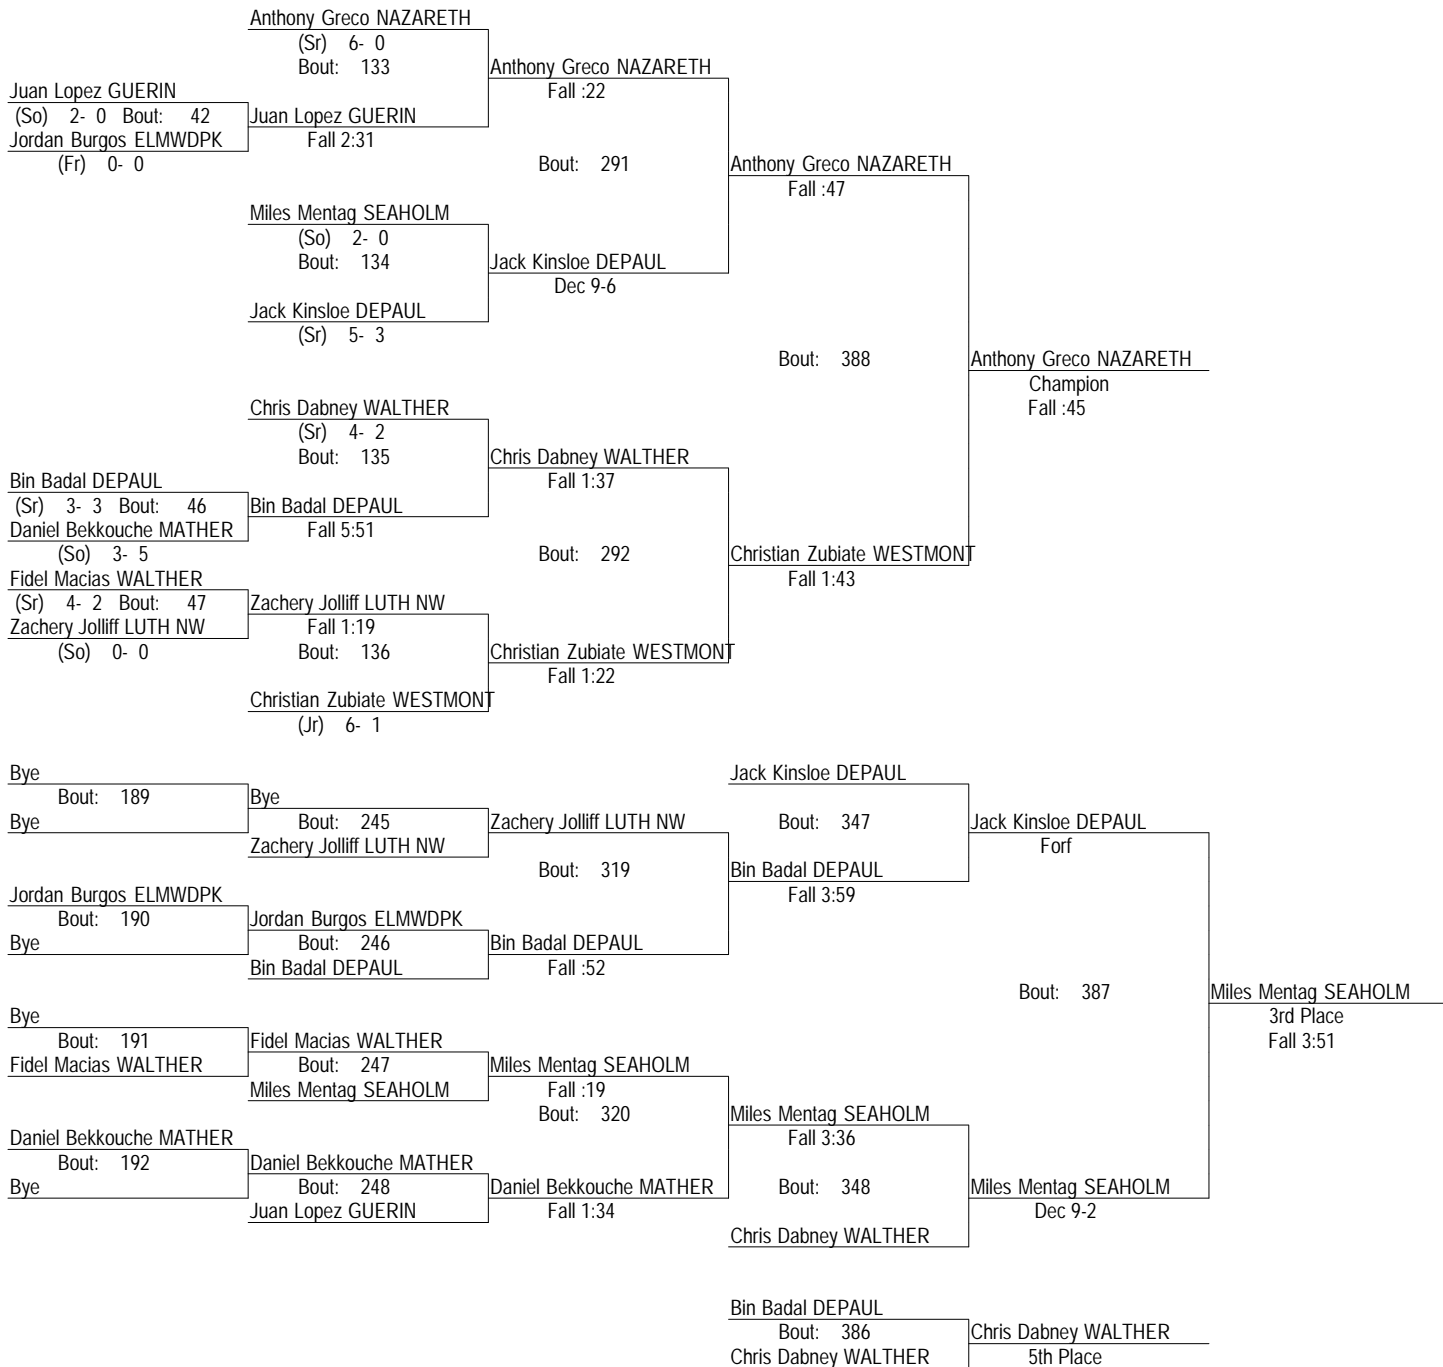 Anthony Greco NAZARETH
(Sr) 6- 0
Bout: 133
Anthony Greco NAZARETH
Fall :22
Juan Lopez GUERIN
(So) 2- 0 Bout: 42
Juan Lopez GUERIN
Jordan Burgos ELMWDPK
Fall 2:31
(Fr) 0- 0
Bout: 291
Anthony Greco NAZARETH
Fall :47
Miles Mentag SEAHOLM
(So) 2- 0
Bout: 134
Jack Kinsloe DEPAUL
Dec 9-6
Jack Kinsloe DEPAUL
(Sr) 5- 3
Bout: 388
Anthony Greco NAZARETH
Champion
Fall :45
Chris Dabney WALTHER
(Sr) 4- 2
Bout: 135
Chris Dabney WALTHER
Fall 1:37
Bin Badal DEPAUL
(Sr) 3- 3 Bout: 46
Bin Badal DEPAUL
Daniel Bekkouche MATHER
Fall 5:51
(So) 3- 5
Bout: 292
Christian Zubiate WESTMONT
Fall 1:43
Fidel Macias WALTHER
(Sr) 4- 2 Bout: 47
Zachery Jolliff LUTH NW
Zachery Jolliff LUTH NW
Fall 1:19
(So) 0- 0
Bout: 136
Christian Zubiate WESTMONT
Fall 1:22
Christian Zubiate WESTMONT
(Jr) 6- 1
Bye
Jack Kinsloe DEPAUL
Bout: 189
Bye
Bye
Bout: 245
Zachery Jolliff LUTH NW
Bout: 347
Jack Kinsloe DEPAUL
Zachery Jolliff LUTH NW
Forf
Bout: 319
Bin Badal DEPAUL
Fall 3:59
Jordan Burgos ELMWDPK
Bout: 190
Jordan Burgos ELMWDPK
Bye
Bout: 246
Bin Badal DEPAUL
Bin Badal DEPAUL
Fall :52
Bout: 387
Miles Mentag SEAHOLM
3rd Place
Fall 3:51
Bye
Bout: 191
Fidel Macias WALTHER
Fidel Macias WALTHER
Bout: 247
Miles Mentag SEAHOLM
Miles Mentag SEAHOLM
Fall :19
Bout: 320
Miles Mentag SEAHOLM
Fall 3:36
Daniel Bekkouche MATHER
Bout: 192
Daniel Bekkouche MATHER
Bye
Bout: 248
Daniel Bekkouche MATHER
Bout: 348
Miles Mentag SEAHOLM
Juan Lopez GUERIN
Fall 1:34
Dec 9-2
Chris Dabney WALTHER
Bin Badal DEPAUL
Bout: 386
Chris Dabney WALTHER
Chris Dabney WALTHER
5th Place